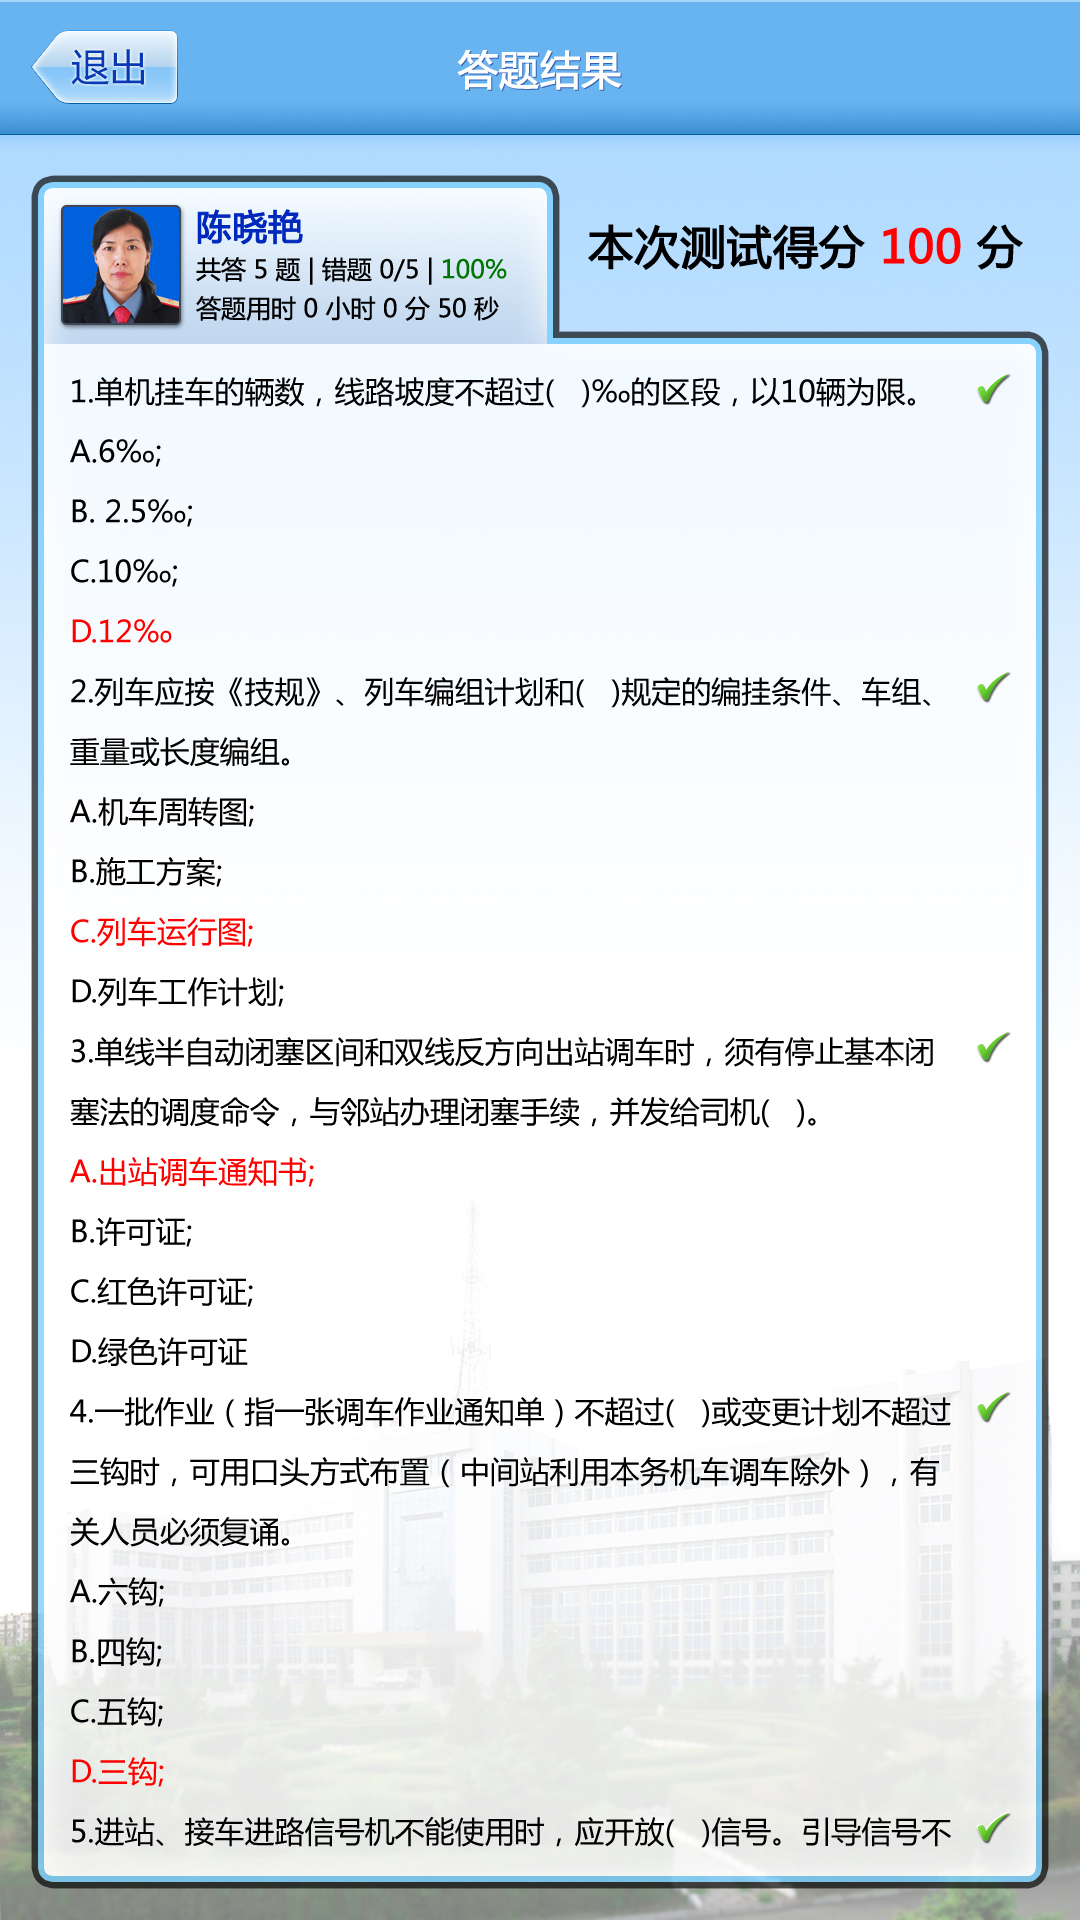 退出
答题结果
陈晓艳
共答 5 题 | 错题 0/5 | 100%
答题用时 0 小时 0 分 50 秒
本次测试得分 100 分
1.单机挂车的辆数，线路坡度不超过(   )‰的区段，以10辆为限。
A.6‰;
B. 2.5‰;
C.10‰;
D.12‰
2.列车应按《技规》、列车编组计划和(   )规定的编挂条件、车组、
重量或长度编组。
A.机车周转图;
B.施工方案;
C.列车运行图;
D.列车工作计划;
3.单线半自动闭塞区间和双线反方向出站调车时，须有停止基本闭
塞法的调度命令，与邻站办理闭塞手续，并发给司机(   )。
A.出站调车通知书;
B.许可证;
C.红色许可证;
D.绿色许可证
4.一批作业（指一张调车作业通知单）不超过(   )或变更计划不超过
三钩时，可用口头方式布置（中间站利用本务机车调车除外），有
关人员必须复诵。
A.六钩;
B.四钩;
C.五钩;
D.三钩;
5.进站、接车进路信号机不能使用时，应开放(   )信号。引导信号不